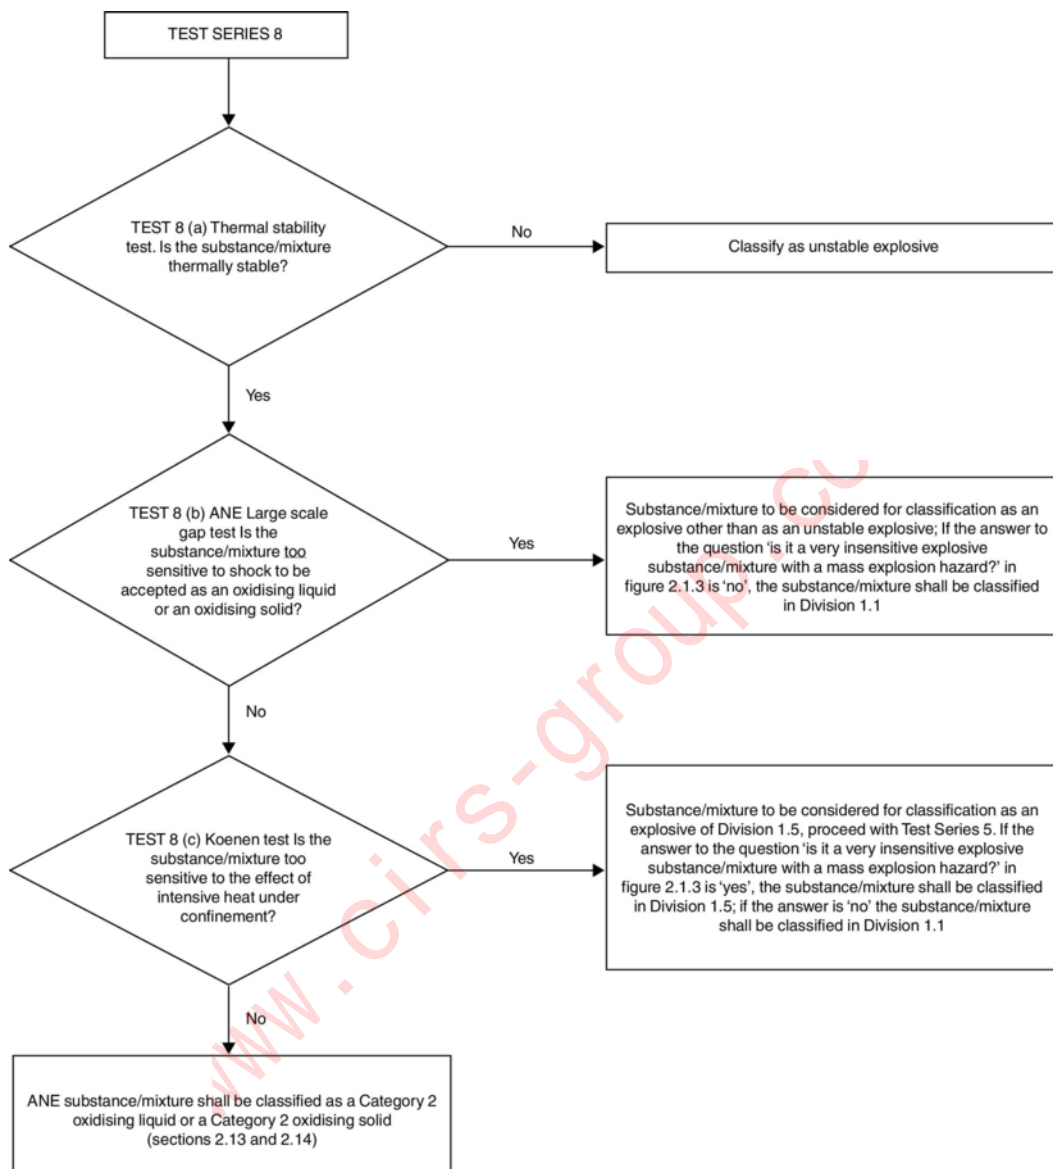 TEST SERIES 8
TEST 8 (a) Thermal stability
test. Is the substance/mixture
thermally stable?
No
Classify as unstable explosive
Yes
TEST 8 (b) ANE Large scale
gap test Is the
substance/mixture too
sensitive to shock to be
accepted as an oxidising liquid
or an oxidising solid?
Yes
Substance/mixture to be considered for classification as an
explosive other than as an unstable explosive; If the answer to
the question ‘is it a very insensitive explosive
substance/mixture with a mass explosion hazard?’ in
figure 2.1.3 is ‘no’, the substance/mixture shall be classified
in Division 1.1
No
TEST 8 (c) Koenen test Is the
substance/mixture too
sensitive to the effect of
intensive heat under
confinement?
Yes
Substance/mixture to be considered for classification as an
explosive of Division 1.5, proceed with Test Series 5. If the
answer to the question ‘is it a very insensitive explosive
substance/mixture with a mass explosion hazard?’ in
figure 2.1.3 is ‘yes’, the substance/mixture shall be classified
in Division 1.5; if the answer is ‘no’ the substance/mixture
shall be classified in Division 1.1
No
ANE substance/mixture shall be classified as a Category 2
oxidising liquid or a Category 2 oxidising solid
(sections 2.13 and 2.14)
www.cirs-group.co